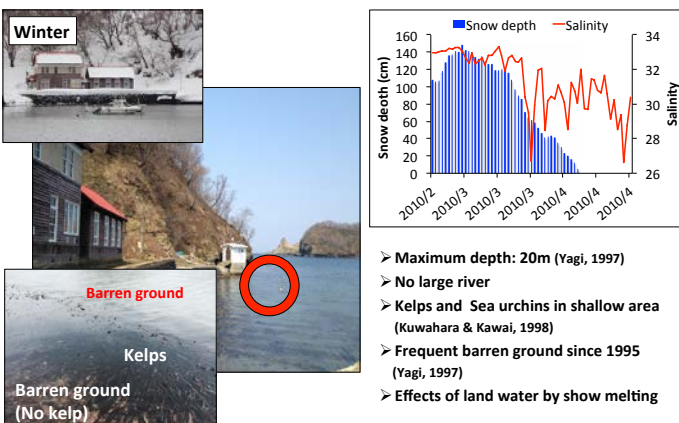 Winter
Barren ground
Kelps
Barren ground
(No kelp)
Snow depth
Salinity
Snow deoth (cm)
160
140
120
100
80
60
40
20
0
34
32
30
28
26
Salinity
2010/2
2010/3
2010/3
2010/3
2010/4
2010/4
2010/4
➢ Maximum depth: 20m (Yagi, 1997)
➢ No large river
➢ Kelps and Sea urchins in shallow area
(Kuwahara & Kawai, 1998)
➢ Frequent barren ground since 1995
(Yagi, 1997)
➢ Effects of land water by show melting